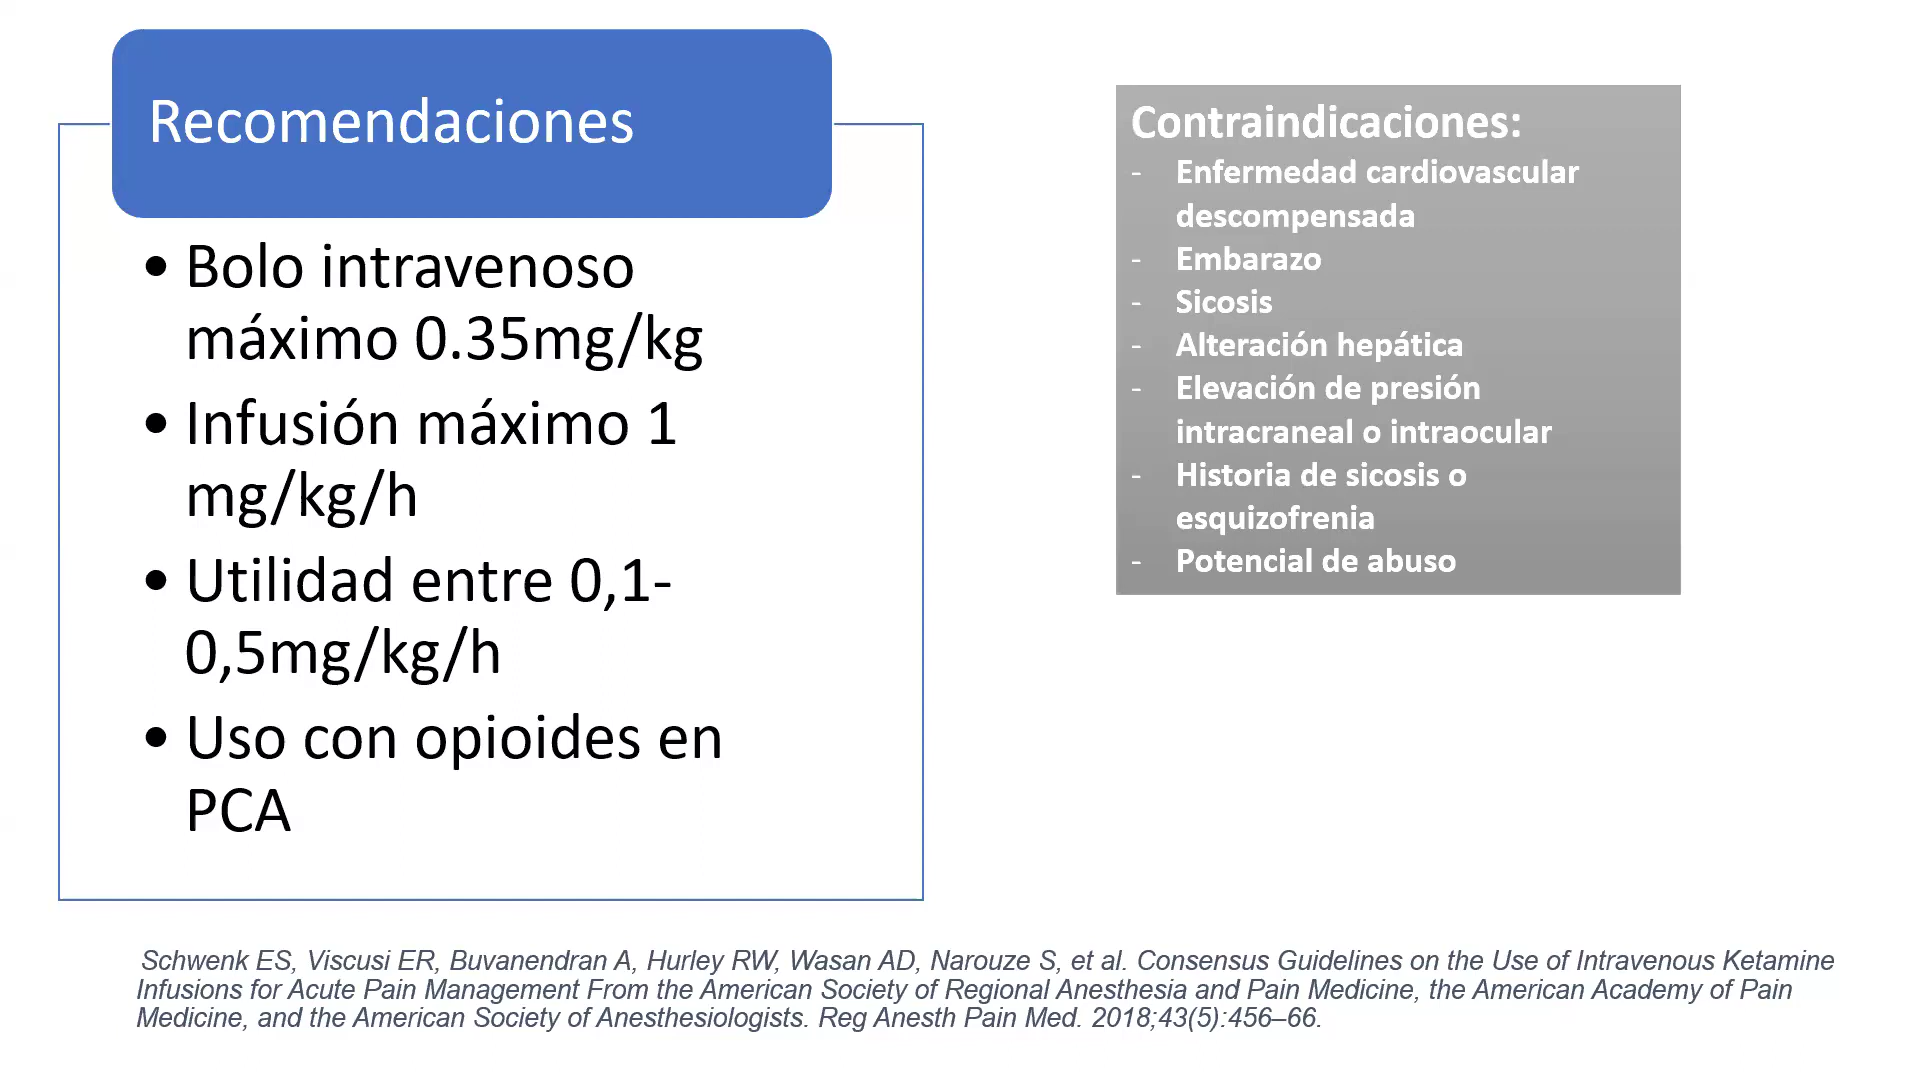 Recomendaciones
• Bolo intravenoso
máximo 0.35mg/kg
• Infusión máximo 1
mg/kg/h
• Utilidad entre 0,1-
0,5mg/kg/h
• Uso con opioides en
PCA
Contraindicaciones:
- Enfermedad cardiovascular
descompensada
- Embarazo
- Sicosis
- Alteración hepática
- Elevación de presión
intracraneal o intraocular
- Historia de sicosis o
esquizofrenia
- Potencial de abuso
Schwenk ES, Viscusi ER, Buvanendran A, Hurley RW, Wasan AD, Narouze S, et al. Consensus Guidelines on the Use of Intravenous Ketamine
Infusions for Acute Pain Management From the American Society of Regional Anesthesia and Pain Medicine, the American Academy of Pain
Medicine, and the American Society of Anesthesiologists. Reg Anesth Pain Med. 2018;43(5):456–66.